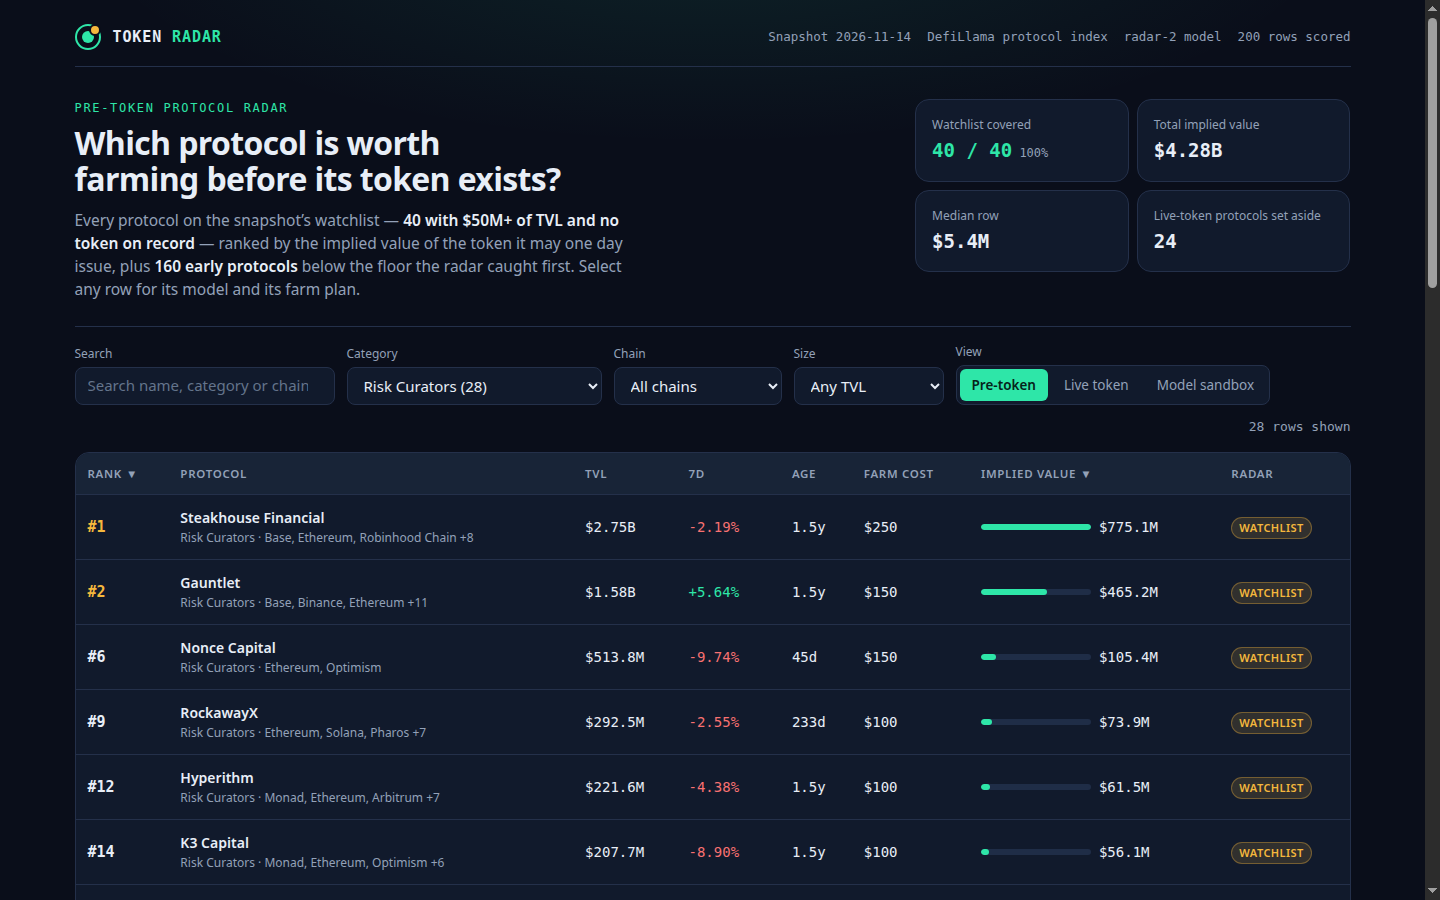 TOKEN RADAR
Snapshot 2026-11-14 DefiLlama protocol index radar-2 model 200 rows scored
PRE-TOKEN PROTOCOL RADAR
Which protocol is worth
farming before its token exists?
Every protocol on the snapshot's watchlist — 40 with $50M+ of TVL and no
token on record — ranked by the implied value of the token it may one day
issue, plus 160 early protocols below the floor the radar caught first. Select
any row for its model and its farm plan.
Watchlist covered
40 / 40 100%
Total implied value
$4.28B
Median row
$5.4M
Live-token protocols set aside
24
Search
Search name, category or chain
Category
Risk Curators (28)
Chain
All chains
Size
Any TVL
View
Pre-token Live token Model sandbox
28 rows shown
RANK ▼ PROTOCOL TVL 7D AGE FARM COST IMPLIED VALUE ▼ RADAR
#1 Steakhouse Financial $2.75B -2.19% 1.5y $250 $775.1M WATCHLIST
Risk Curators · Base, Ethereum, Robinhood Chain +8
#2 Gauntlet $1.58B +5.64% 1.5y $150 $465.2M WATCHLIST
Risk Curators · Base, Binance, Ethereum +11
#6 Nonce Capital $513.8M -9.74% 45d $150 $105.4M WATCHLIST
Risk Curators · Ethereum, Optimism
#9 RockawayX $292.5M -2.55% 233d $100 $73.9M WATCHLIST
Risk Curators · Ethereum, Solana, Pharos +7
#12 Hyperithm $221.6M -4.38% 1.5y $100 $61.5M WATCHLIST
Risk Curators · Monad, Ethereum, Arbitrum +7
#14 K3 Capital $207.7M -8.90% 1.5y $100 $56.1M WATCHLIST
Risk Curators · Monad, Ethereum, Optimism +6